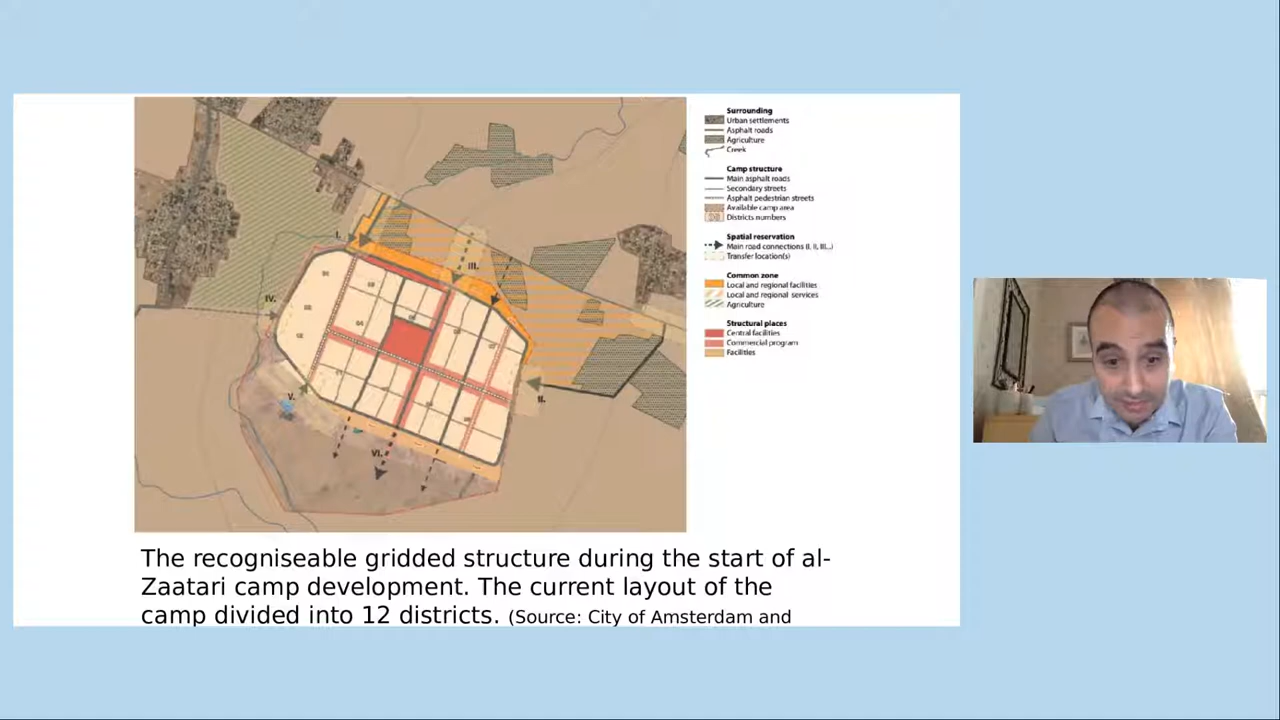 Surrounding
Urban settlements
Asphalt roads
Agriculture
Creek
Camp structure
Main asphalt roads
Secondary streets
Asphalt pedestrian streets
Available camp area
Districts numbers
Spatial reservation
Main road connections (I, II, III...)
Transfer location(s)
Common zone
Local and regional facilities
Local and regional services
Agriculture
Structural places
Central facilities
Commercial program
Facilities
I.
III.
IV.
II.
V.
VI.
The recogniseable gridded structure during the start of al-
Zaatari camp development. The current layout of the
camp divided into 12 districts. (Source: City of Amsterdam and